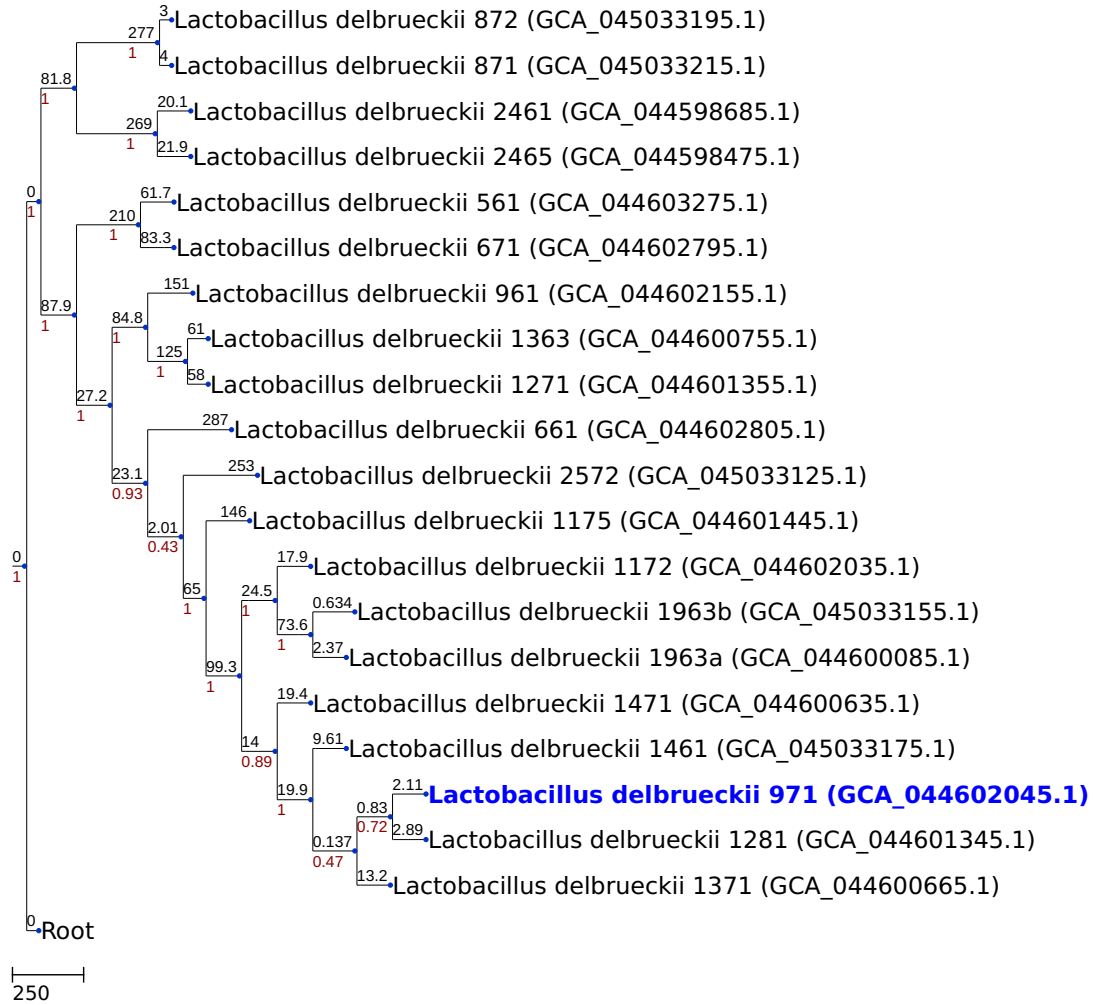 3
Lactobacillus delbrueckii 872 (GCA_045033195.1)
277
1
4
Lactobacillus delbrueckii 871 (GCA_045033215.1)
81.8
1
20.1
Lactobacillus delbrueckii 2461 (GCA_044598685.1)
269
1
21.9
Lactobacillus delbrueckii 2465 (GCA_044598475.1)
0
1
61.7
Lactobacillus delbrueckii 561 (GCA_044603275.1)
210
1
83.3
Lactobacillus delbrueckii 671 (GCA_044602795.1)
87.9
1
151
Lactobacillus delbrueckii 961 (GCA_044602155.1)
84.8
1
61
Lactobacillus delbrueckii 1363 (GCA_044600755.1)
125
1
58
Lactobacillus delbrueckii 1271 (GCA_044601355.1)
27.2
1
287
Lactobacillus delbrueckii 661 (GCA_044602805.1)
23.1
0.93
253
Lactobacillus delbrueckii 2572 (GCA_045033125.1)
2.01
0.43
146
Lactobacillus delbrueckii 1175 (GCA_044601445.1)
0
1
65
1
17.9
Lactobacillus delbrueckii 1172 (GCA_044602035.1)
24.5
1
0.634
Lactobacillus delbrueckii 1963b (GCA_045033155.1)
73.6
1
2.37
Lactobacillus delbrueckii 1963a (GCA_044600085.1)
99.3
1
19.4
Lactobacillus delbrueckii 1471 (GCA_044600635.1)
14
0.89
9.61
Lactobacillus delbrueckii 1461 (GCA_045033175.1)
19.9
1
2.11
Lactobacillus delbrueckii 971 (GCA_044602045.1)
0.83
0.72
2.89
Lactobacillus delbrueckii 1281 (GCA_044601345.1)
0.137
0.47
13.2
Lactobacillus delbrueckii 1371 (GCA_044600665.1)
0
Root
250